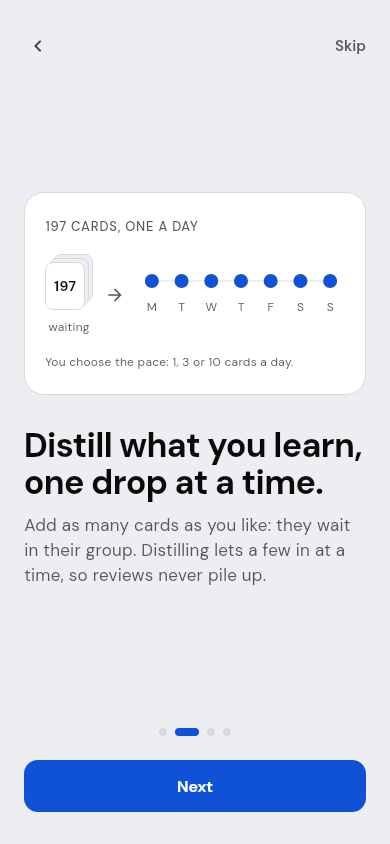 Skip
197 CARDS, ONE A DAY
197
M T W T F S S
waiting
You choose the pace: 1, 3 or 10 cards a day.
Distill what you learn,
one drop at a time.
Add as many cards as you like: they wait
in their group. Distilling lets a few in at a
time, so reviews never pile up.
Next